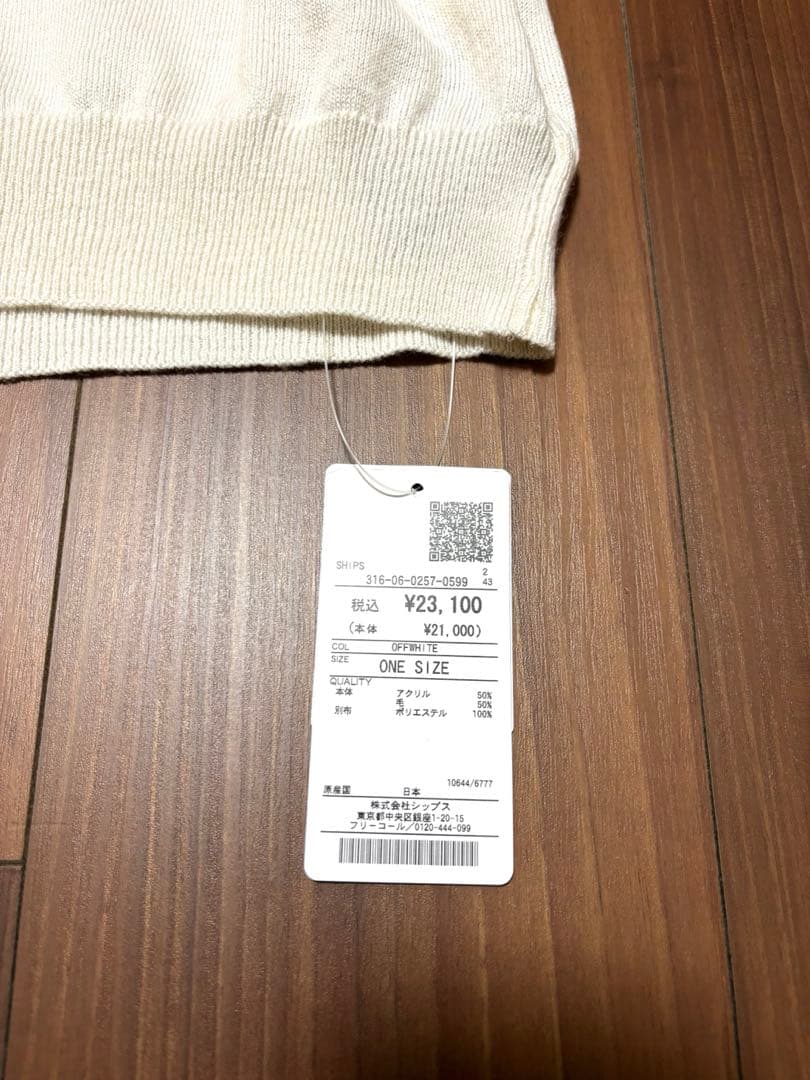 SHIPS
316-06-0257-0599 2
43
税込 ¥23,100
(本体 ¥21,000)
COL OFFWHITE
SIZE ONE SIZE
QUALITY
本体 アクリル 50%
毛 50%
別布 ポリエステル 100%
10644/6777
原産国 日本
株式会社シップス
東京都中央区銀座1-20-15
フリーコール/0120-444-099